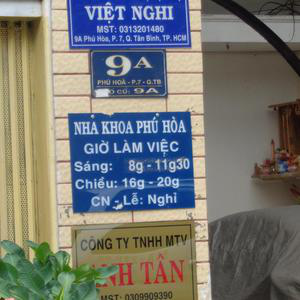 VIỆT NGHI
MST: 0313201480
9A Phú Hòa, P. 7, Q. Tân Bình, TP. HCM
9A
PHÚ HOÀ - P.7 - Q.TB
SỐ CŨ: 9A
NHA KHOA PHÚ HÒA
GIỜ LÀM VIỆC
Sáng: 8g - 11g30
Chiều: 16g - 20g
CN - Lễ: Nghỉ
CÔNG TY TNHH MTV
TÂN
MST: 0309909390